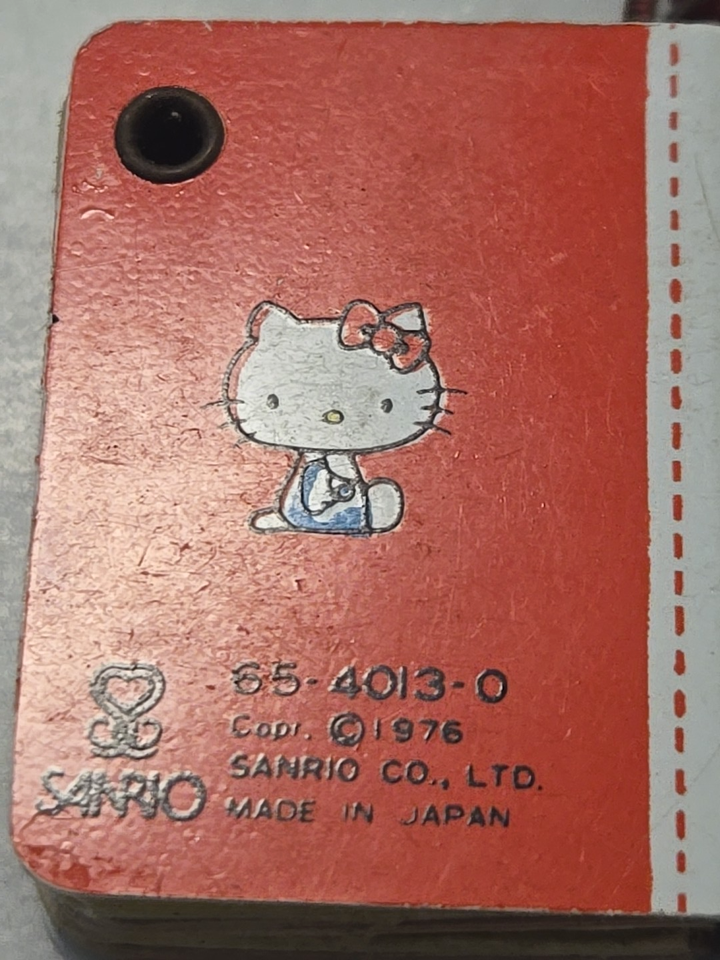 65-4013-0
Copr. ©1976
SANRIO CO., LTD.
MADE IN JAPAN
SANRIO